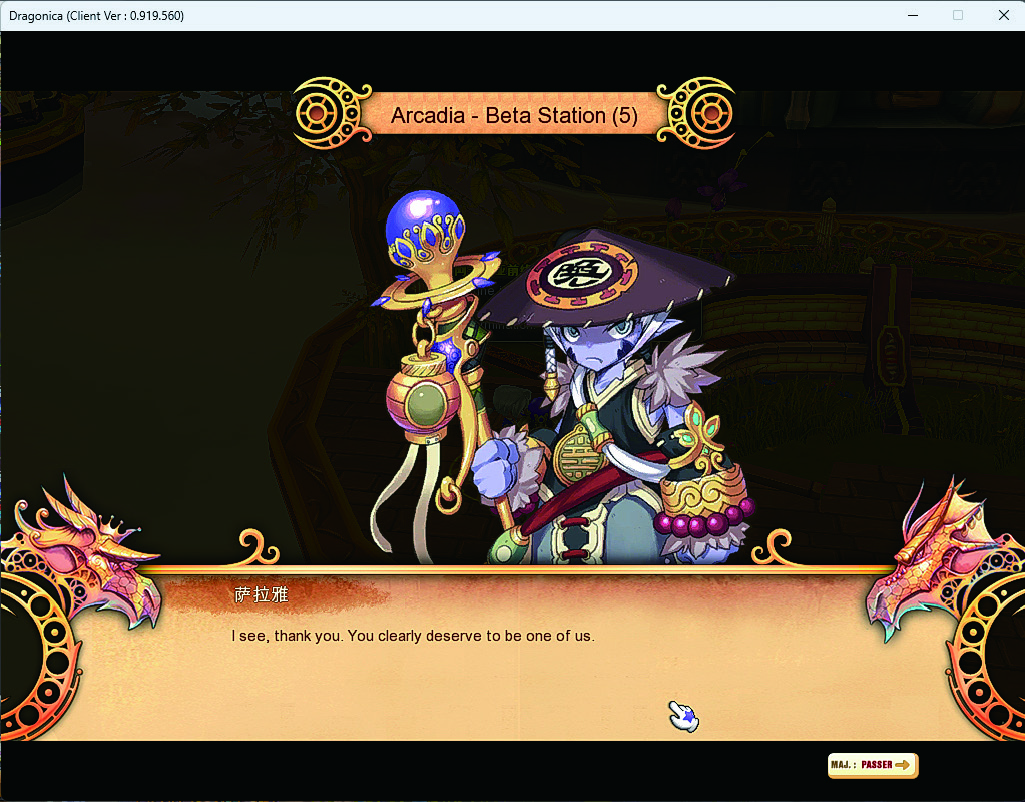 Dragonica (Client Ver : 0.919.560)
Arcadia - Beta Station (5)
萨拉雅
I see, thank you. You clearly deserve to be one of us.
MAJ. : PASSER